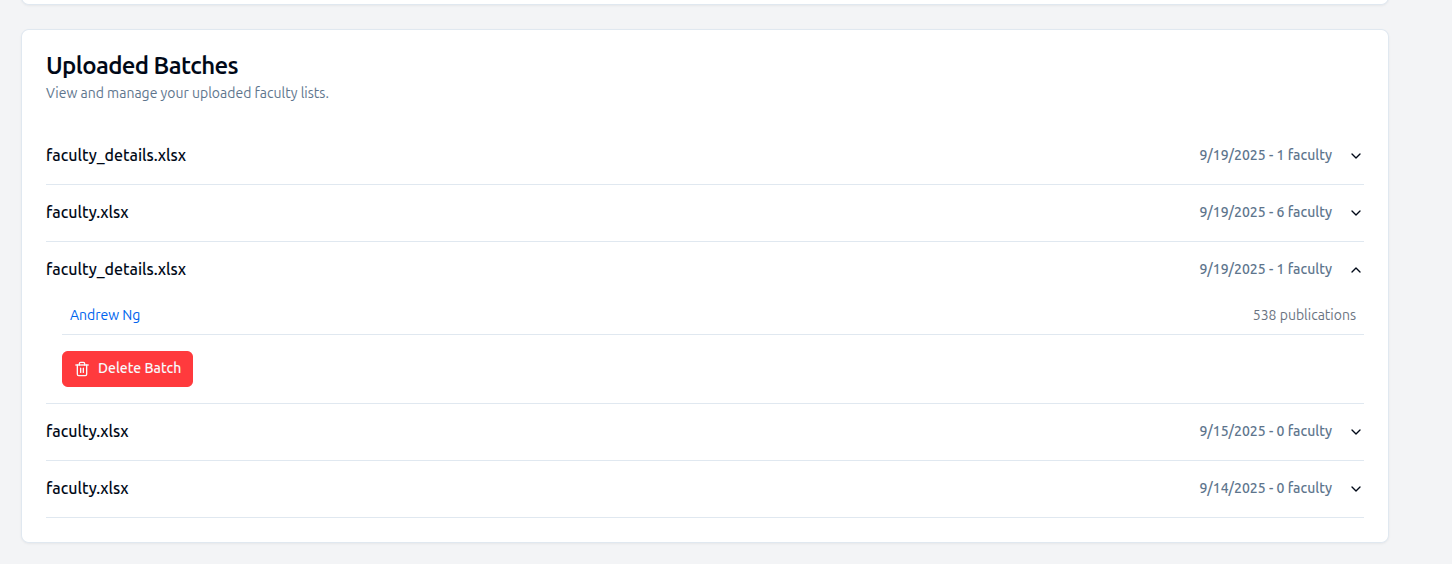 Uploaded Batches
View and manage your uploaded faculty lists.
faculty_details.xlsx 9/19/2025 - 1 faculty
faculty.xlsx 9/19/2025 - 6 faculty
faculty_details.xlsx 9/19/2025 - 1 faculty
Andrew Ng 538 publications
Delete Batch
faculty.xlsx 9/15/2025 - 0 faculty
faculty.xlsx 9/14/2025 - 0 faculty